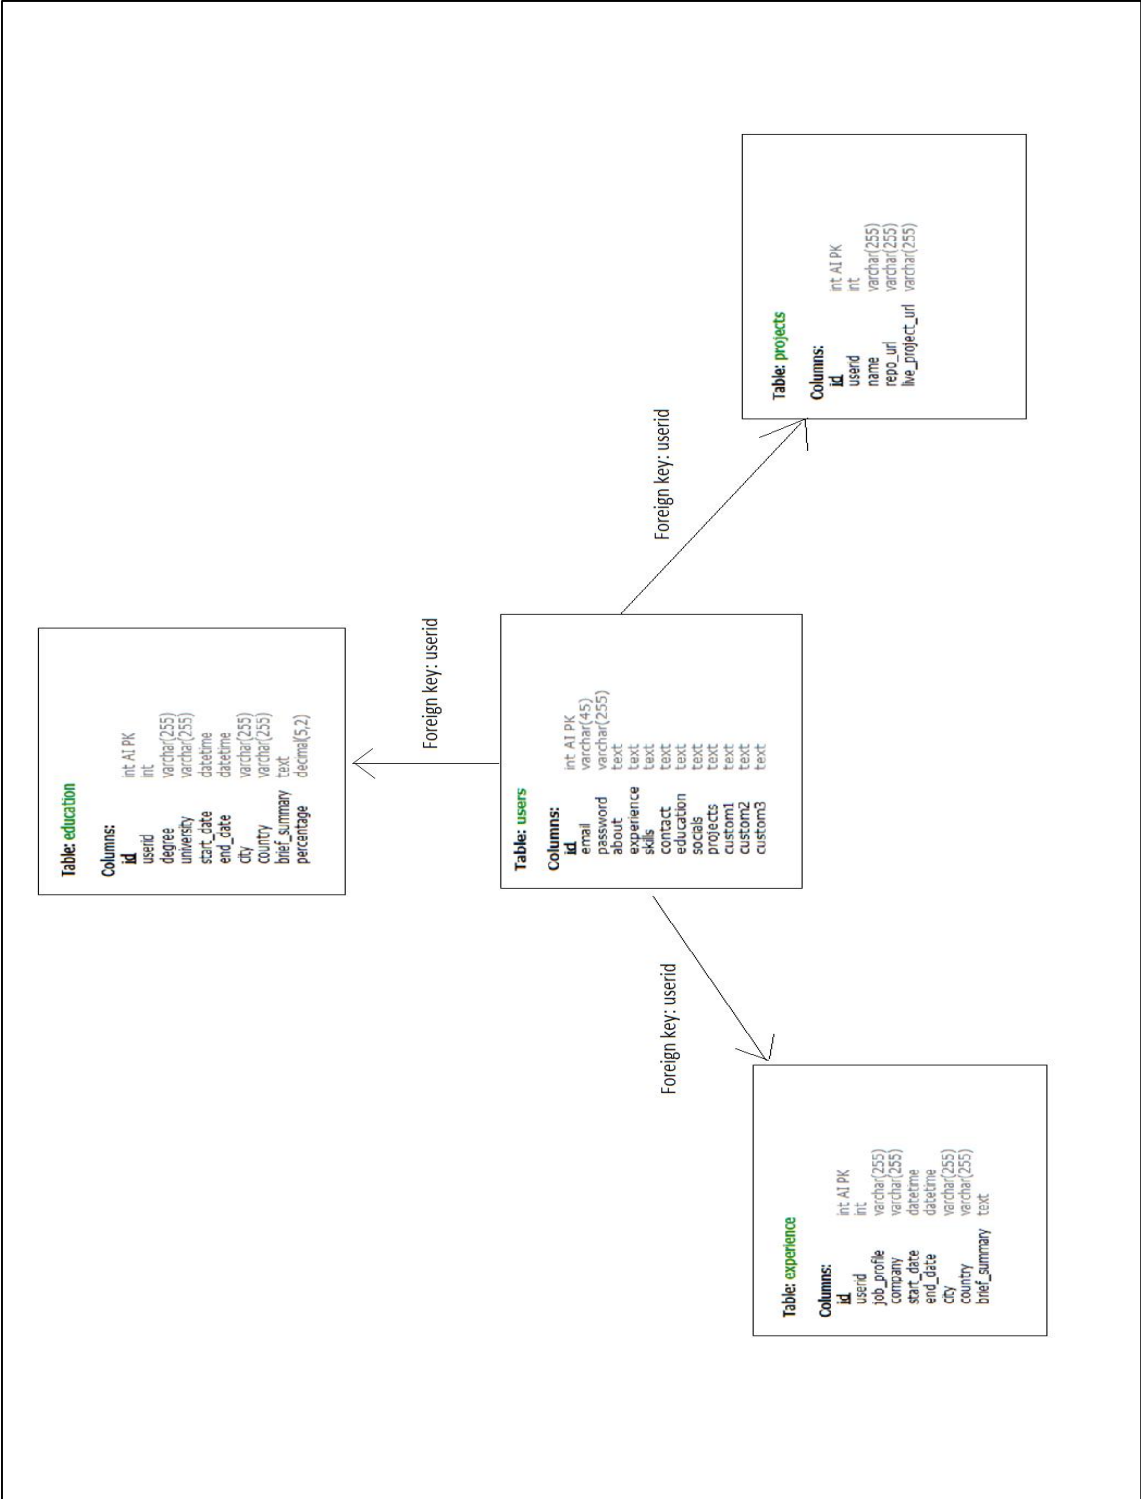 Table: education
Columns:
id int AI PK
userid int
degree varchar(255)
university varchar(255)
start_date datetime
end_date datetime
city varchar(255)
country varchar(255)
brief_summary text
percentage decimal(5,2)
Foreign key: userid
Table: users
Columns:
id int AI PK
email varchar(45)
password varchar(255)
about text
experience text
skills text
contact text
education text
socials text
projects text
custom1 text
custom2 text
custom3 text
Foreign key: userid
Foreign key: userid
Table: experience
Columns:
id int AI PK
userid int
job_profile varchar(255)
company varchar(255)
start_date datetime
end_date datetime
city varchar(255)
country varchar(255)
brief_summary text
Table: projects
Columns:
id int AI PK
userid int
name varchar(255)
repo_url varchar(255)
live_project_url varchar(255)